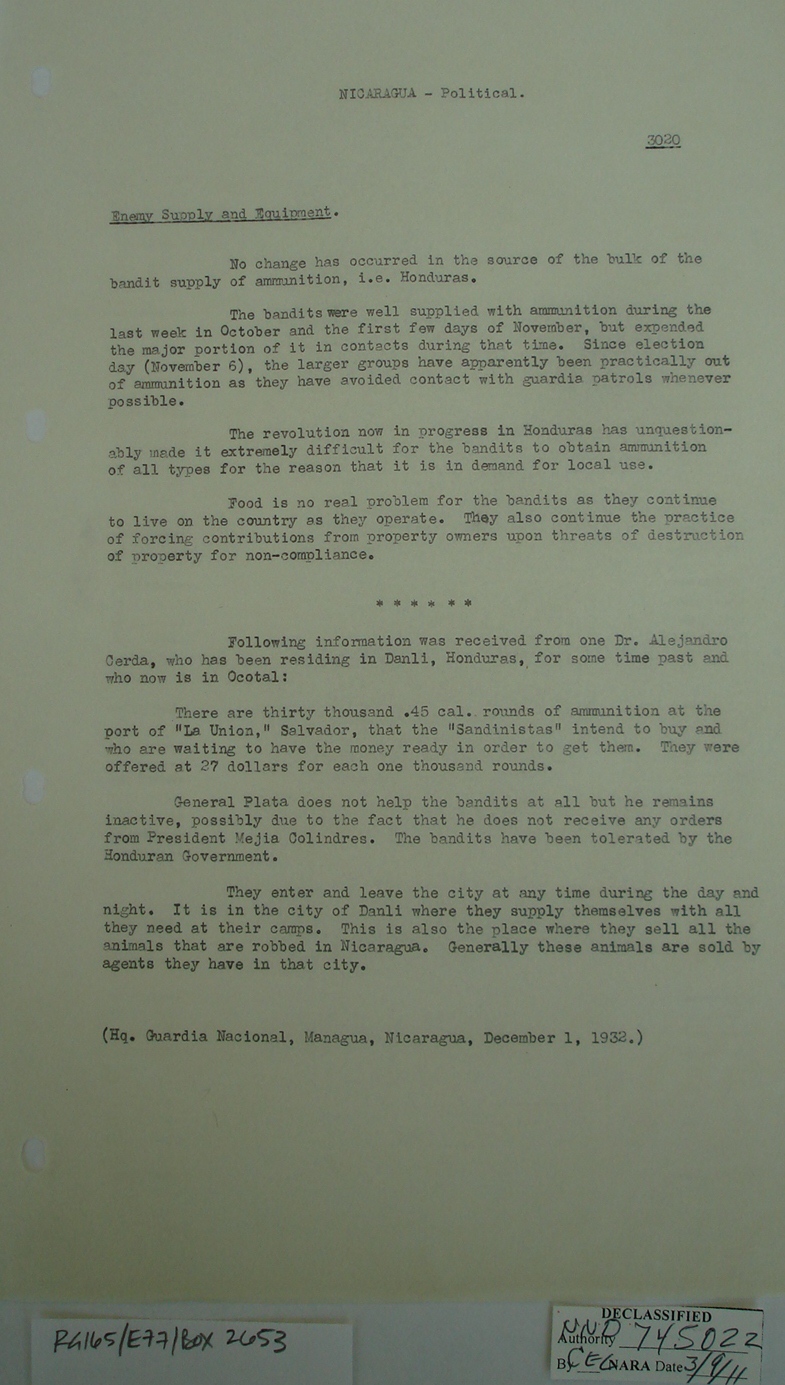 NICARAGUA - Political.
3020
Enemy Supply and Equipment.
No change has occurred in the source of the bulk of the
bandit supply of ammunition, i.e. Honduras.
The bandits were well supplied with ammunition during the
last week in October and the first few days of November, but expended
the major portion of it in contacts during that time. Since election
day (November 6), the larger groups have apparently been practically out
of ammunition as they have avoided contact with guardia patrols whenever
possible.
The revolution now in progress in Honduras has unquestion-
ably made it extremely difficult for the bandits to obtain ammunition
of all types for the reason that it is in demand for local use.
Food is no real problem for the bandits as they continue
to live on the country as they operate. They also continue the practice
of forcing contributions from property owners upon threats of destruction
of property for non-compliance.
* * * * * *
Following information was received from one Dr. Alejandro
Cerda, who has been residing in Danli, Honduras, for some time past and
who now is in Ocotal:
There are thirty thousand .45 cal. rounds of ammunition at the
port of "La Union," Salvador, that the "Sandinistas" intend to buy and
who are waiting to have the money ready in order to get them. They were
offered at 27 dollars for each one thousand rounds.
General Plata does not help the bandits at all but he remains
inactive, possibly due to the fact that he does not receive any orders
from President Mejia Colindres. The bandits have been tolerated by the
Honduran Government.
They enter and leave the city at any time during the day and
night. It is in the city of Danli where they supply themselves with all
they need at their camps. This is also the place where they sell all the
animals that are robbed in Nicaragua. Generally these animals are sold by
agents they have in that city.
(Hq. Guardia Nacional, Managua, Nicaragua, December 1, 1932.)
RG165/E77/BOX 2653
DECLASSIFIED
Authority NND 745022
By CEC NARA Date 3/9/11